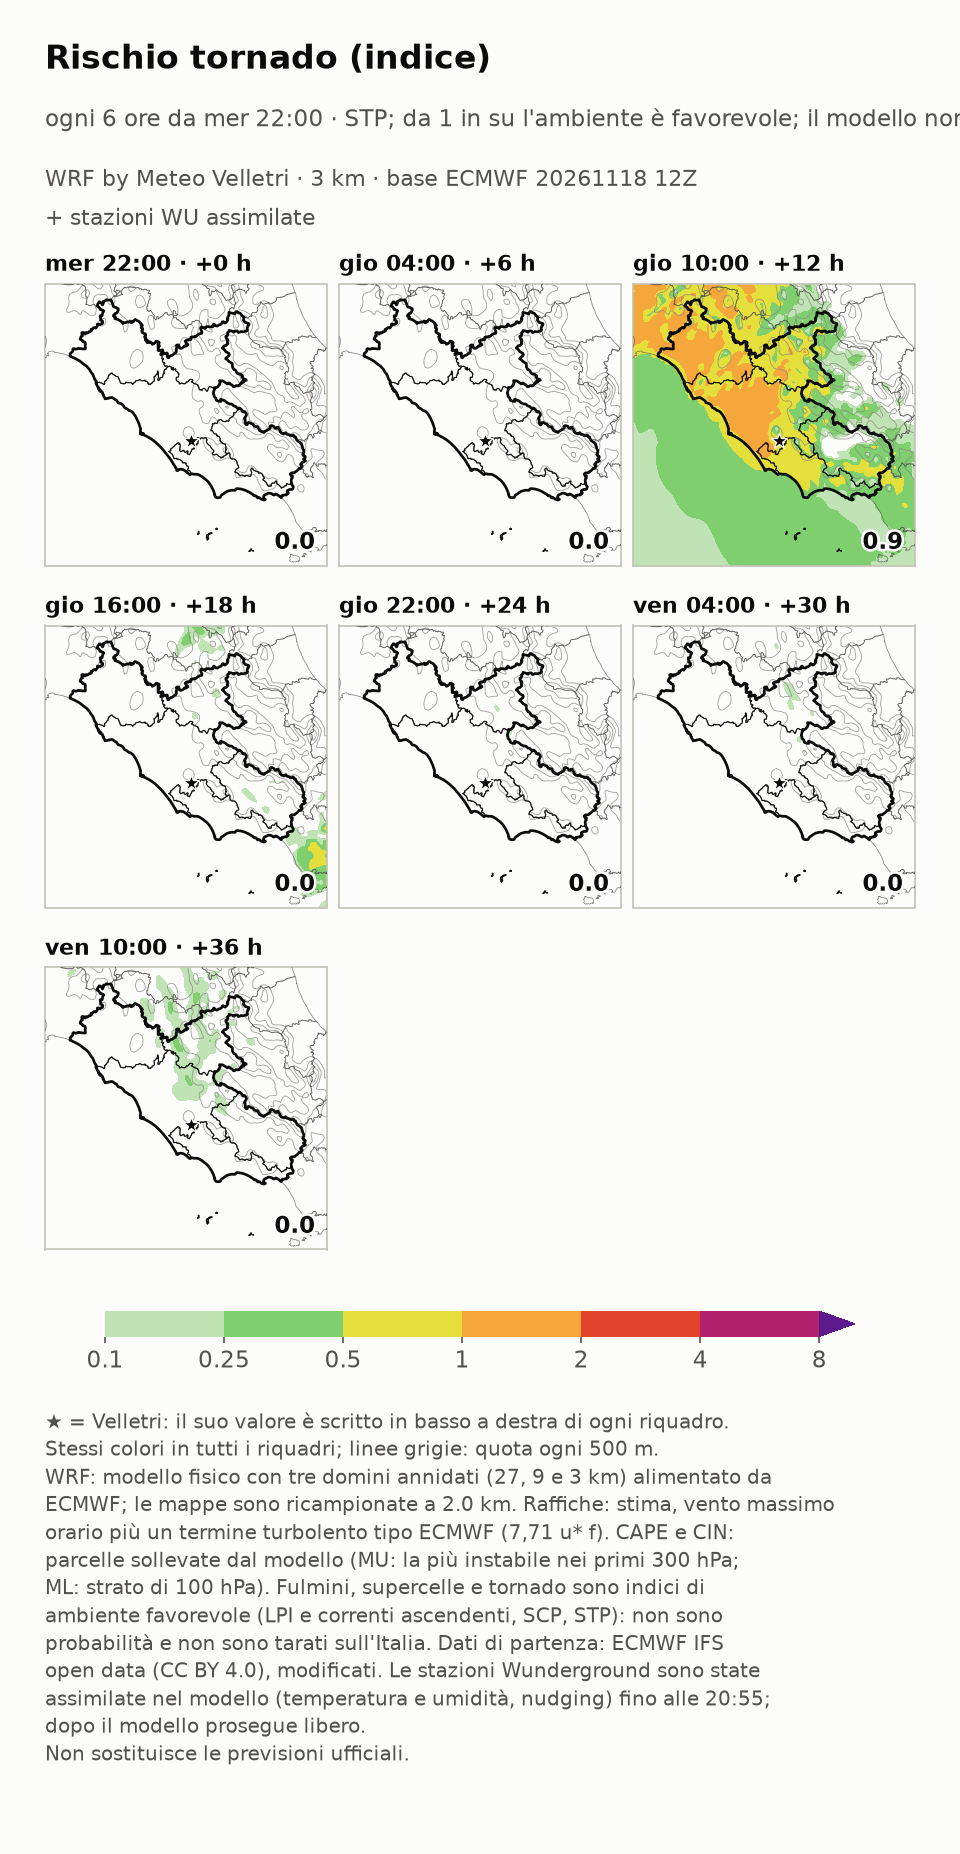 Rischio tornado (indice)
ogni 6 ore da mer 22:00 · STP; da 1 in su l'ambiente è favorevole; il modello non
WRF by Meteo Velletri · 3 km · base ECMWF 20261118 12Z
+ stazioni WU assimilate
mer 22:00 · +0 h
gio 04:00 · +6 h
gio 10:00 · +12 h
0.0
0.0
0.9
gio 16:00 · +18 h
gio 22:00 · +24 h
ven 04:00 · +30 h
0.0
0.0
0.0
ven 10:00 · +36 h
0.0
0.1 0.25 0.5 1 2 4 8
★ = Velletri: il suo valore è scritto in basso a destra di ogni riquadro.
Stessi colori in tutti i riquadri; linee grigie: quota ogni 500 m.
WRF: modello fisico con tre domini annidati (27, 9 e 3 km) alimentato da
ECMWF; le mappe sono ricampionate a 2.0 km. Raffiche: stima, vento massimo
orario più un termine turbolento tipo ECMWF (7,71 u* f). CAPE e CIN:
parcelle sollevate dal modello (MU: la più instabile nei primi 300 hPa;
ML: strato di 100 hPa). Fulmini, supercelle e tornado sono indici di
ambiente favorevole (LPI e correnti ascendenti, SCP, STP): non sono
probabilità e non sono tarati sull'Italia. Dati di partenza: ECMWF IFS
open data (CC BY 4.0), modificati. Le stazioni Wunderground sono state
assimilate nel modello (temperatura e umidità, nudging) fino alle 20:55;
dopo il modello prosegue libero.
Non sostituisce le previsioni ufficiali.